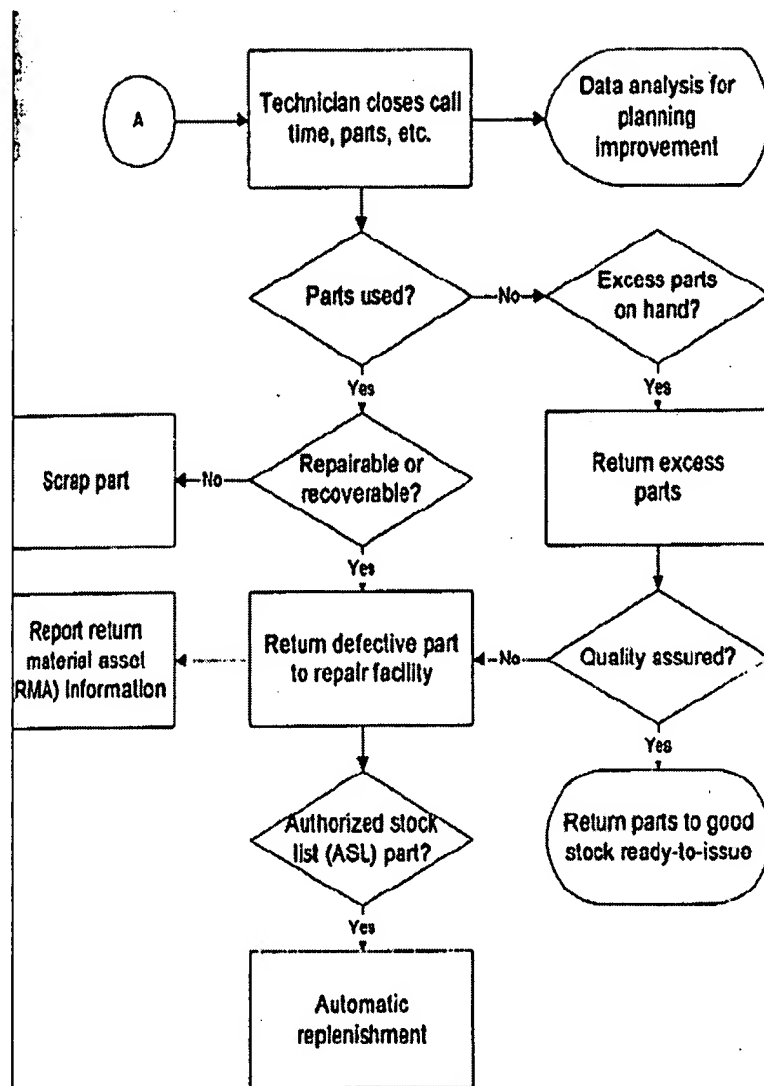 A
Technician closes call
time, parts, etc.
Data analysis for
planning
improvement
Parts used?
No
Excess parts
on hand?
Yes
Yes
Scrap part
No
Repairable or
recoverable?
Return excess
parts
Yes
Report return
material asset
(RMA) information
Return defective part
to repair facility
No
Quality assured?
Yes
Authorized stock
list (ASL) part?
Return parts to good
stock ready-to-issue
Yes
Automatic
replenishment